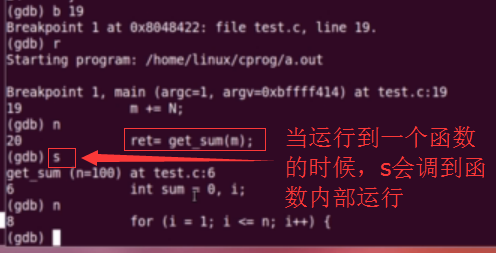 (gdb) b 19
Breakpoint 1 at 0x8048422: file test.c, line 19.
(gdb) r
Starting program: /home/linux/cprog/a.out
Breakpoint 1, main (argc=1, argv=0xbffff414) at test.c:19
19 m += N;
(gdb) n
20 ret= get_sum(m);
(gdb) s
get_sum (n=100) at test.c:6
6 int sum = 0, i;
(gdb) n
8 for (i = 1; i <= n; i++) {
(gdb)
当运行到一个函数
的时候，s会调到函
数内部运行